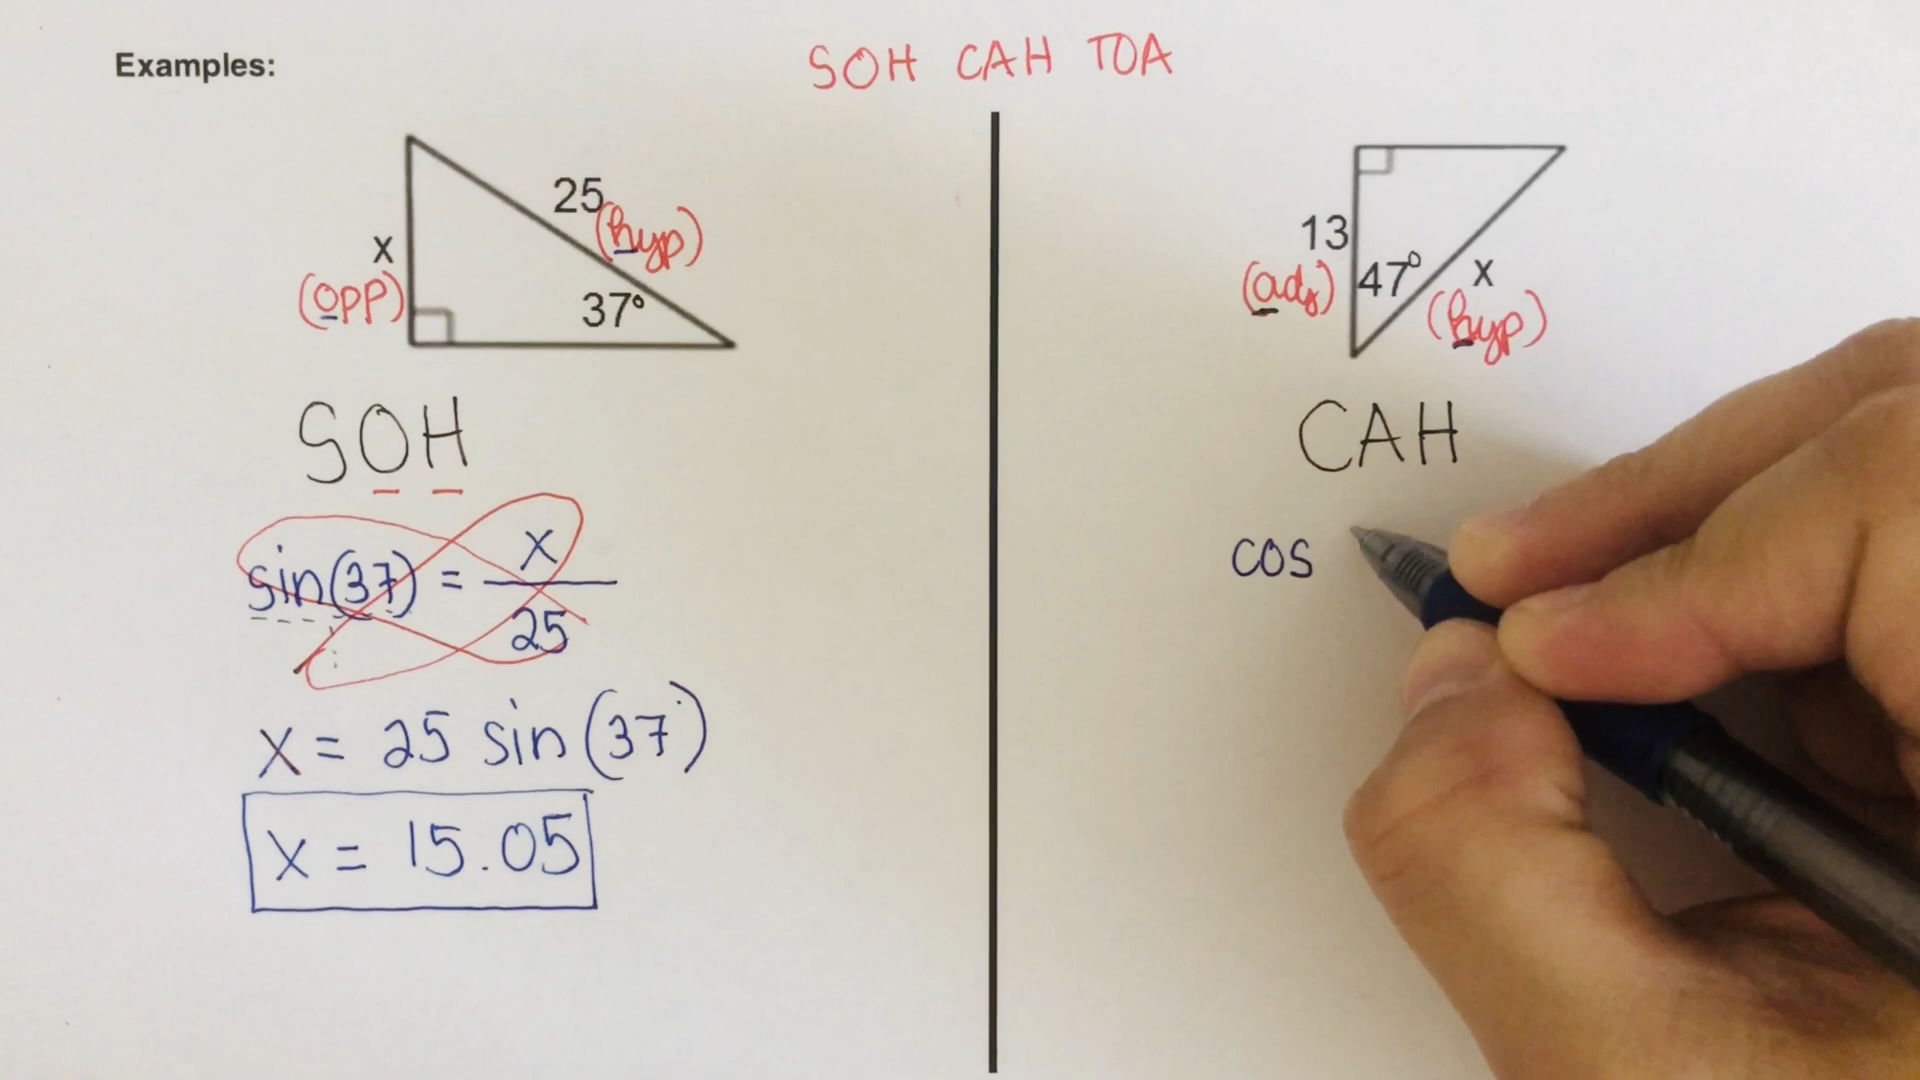 Examples:
SOH CAH TOA
25
(hyp)
x
(opp)
37°
SOH
sin(37) = x
25
x = 25 sin(37)
x = 15.05
13
(adj)
47°
x
(hyp)
CAH
cos